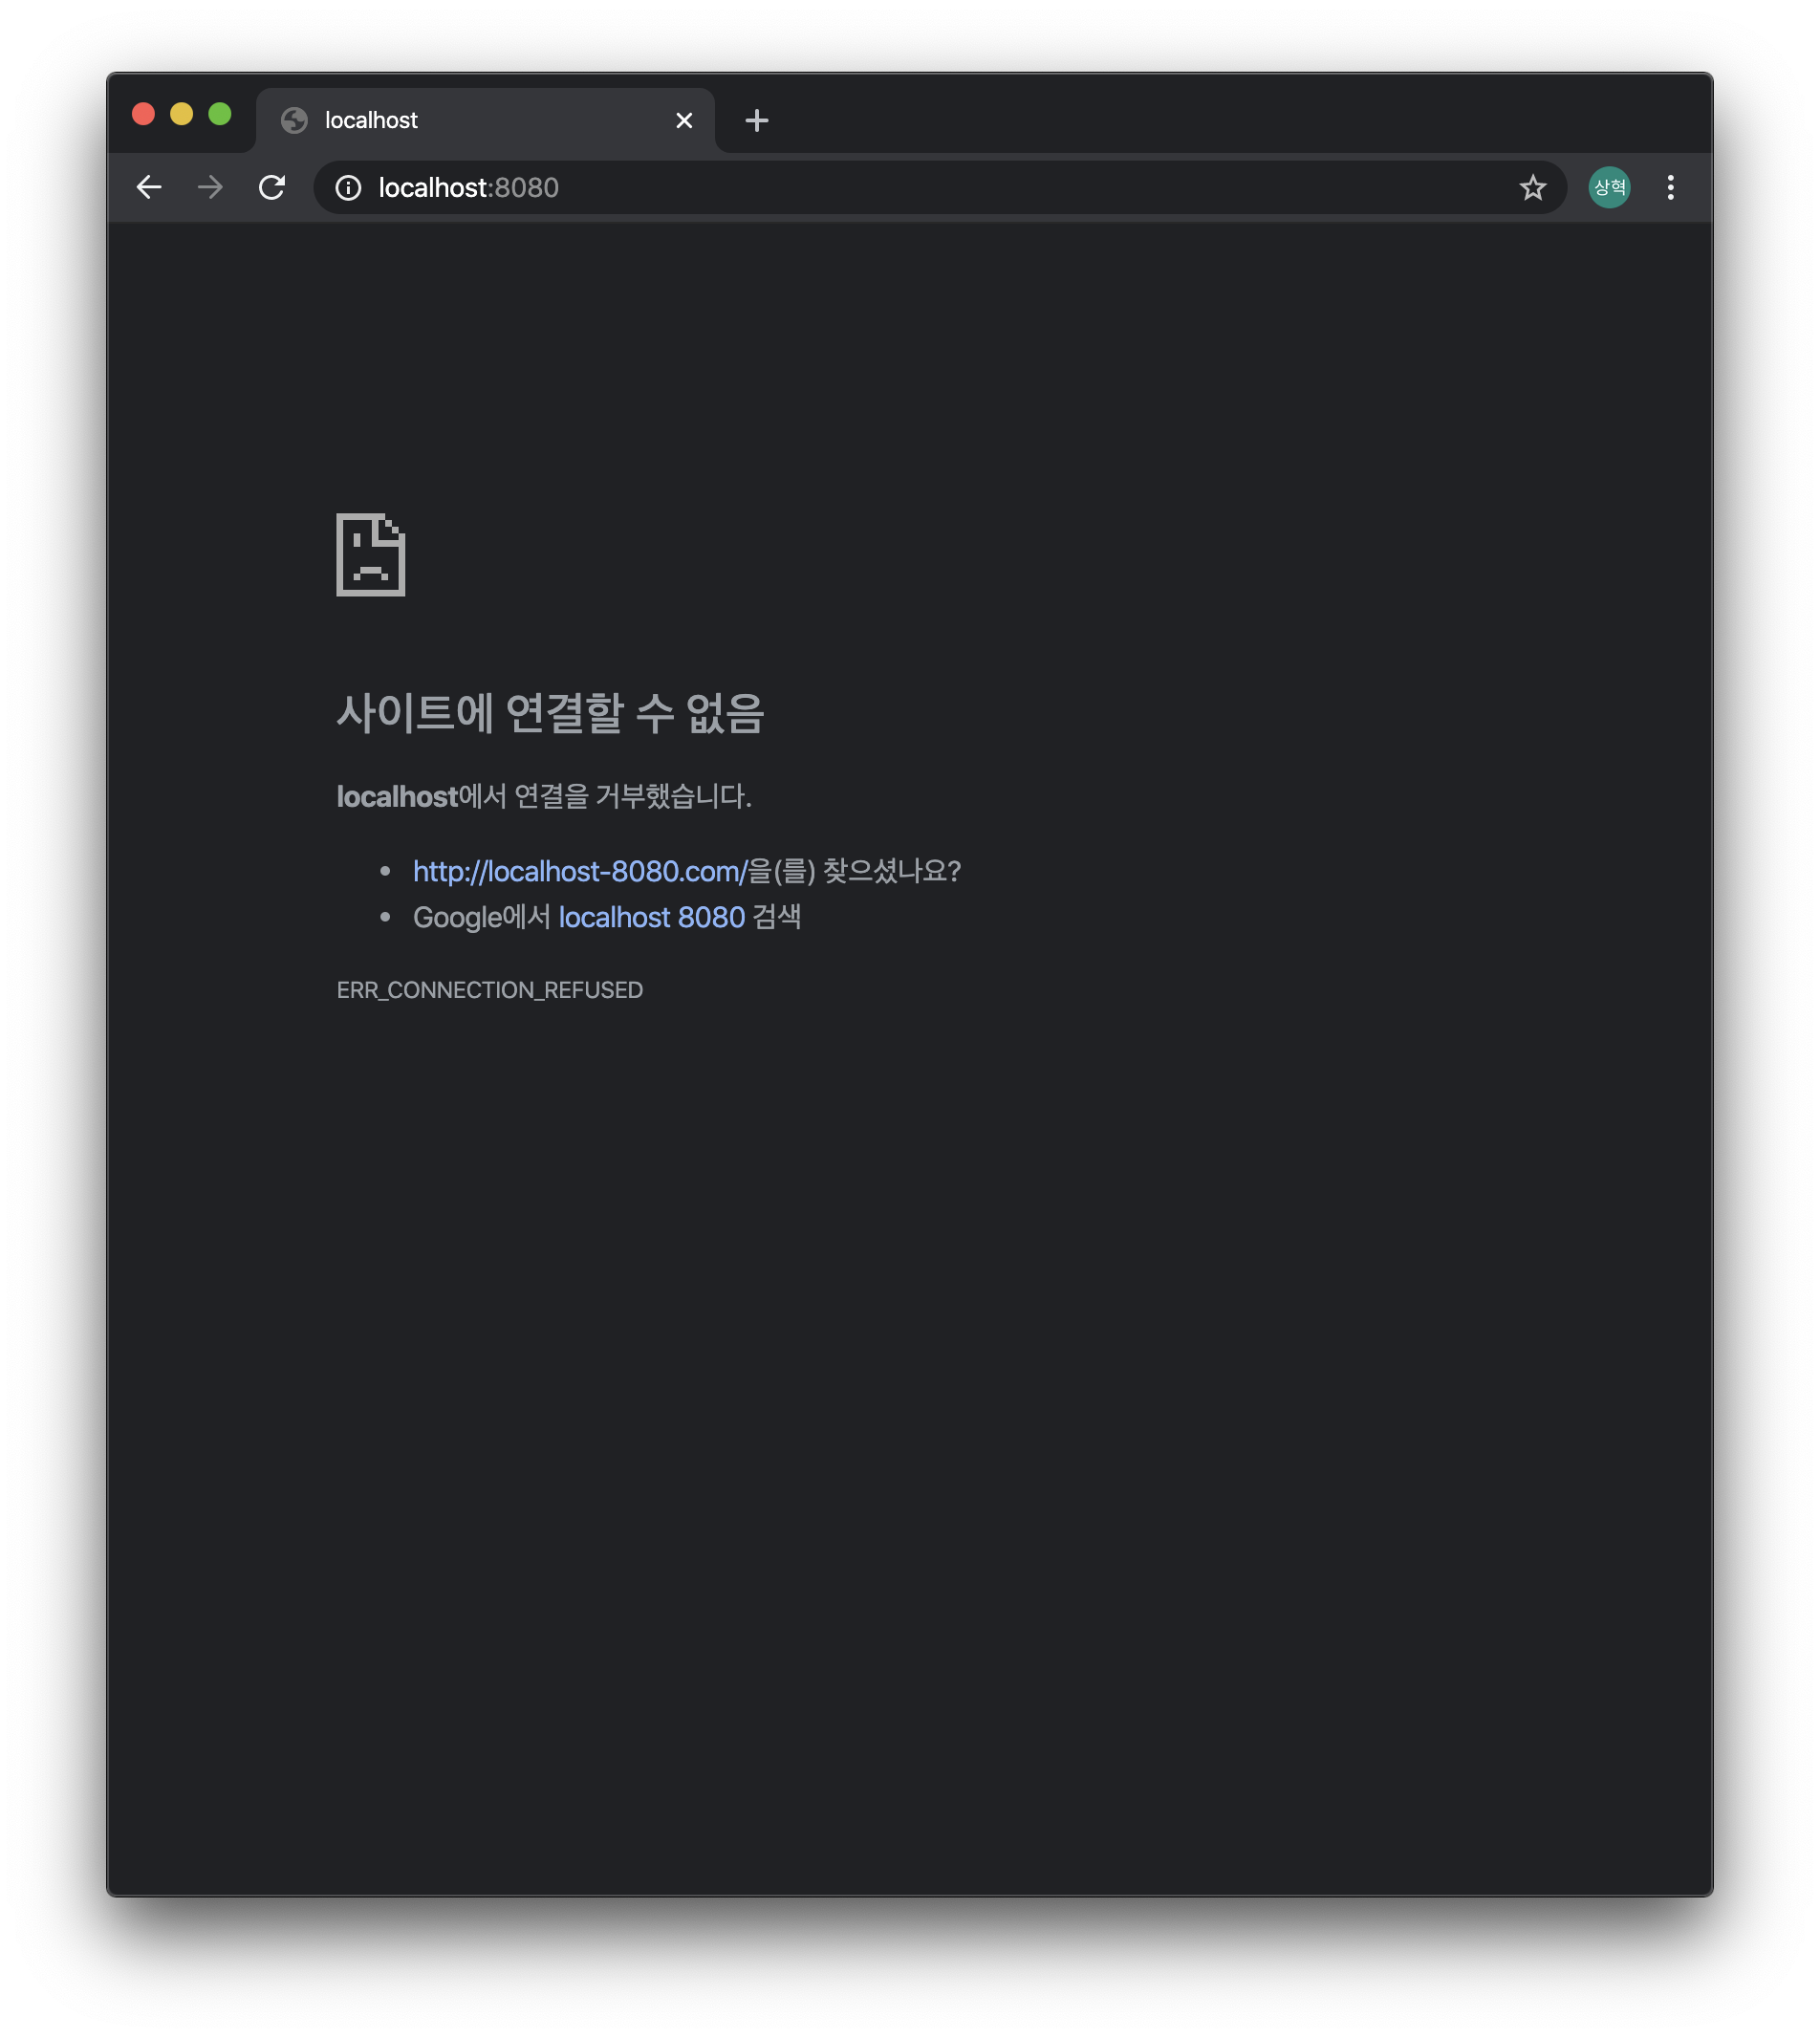 localhost
localhost:8080
상혁
사이트에 연결할 수 없음
localhost에서 연결을 거부했습니다.
http://localhost-8080.com/을(를) 찾으셨나요?
Google에서 localhost 8080 검색
ERR_CONNECTION_REFUSED